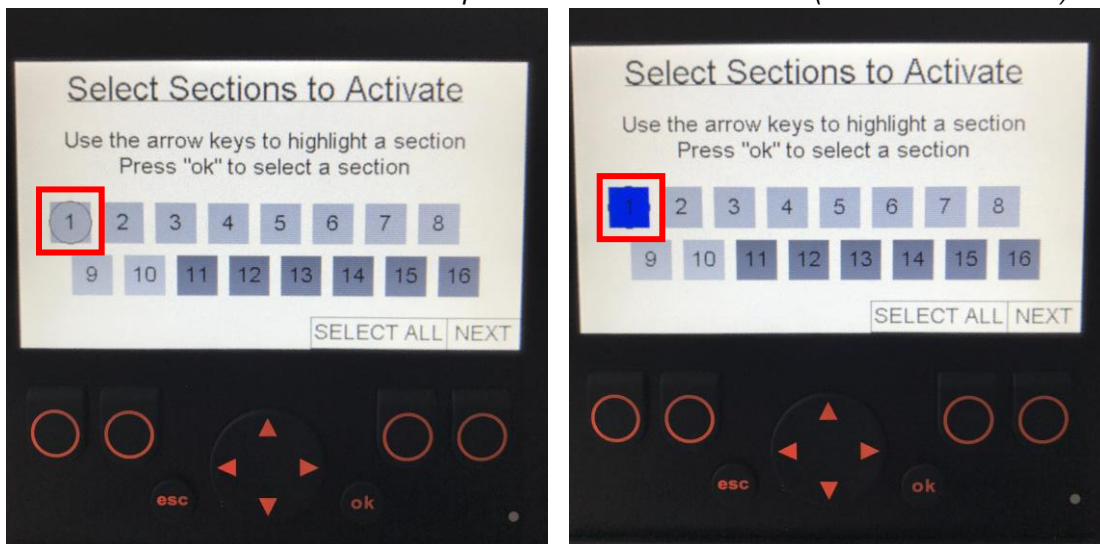 Select Sections to Activate
Use the arrow keys to highlight a section
Press "ok" to select a section
1 2 3 4 5 6 7 8
9 10 11 12 13 14 15 16
SELECT ALL NEXT
esc ok
Select Sections to Activate
Use the arrow keys to highlight a section
Press "ok" to select a section
1 2 3 4 5 6 7 8
9 10 11 12 13 14 15 16
SELECT ALL NEXT
esc ok